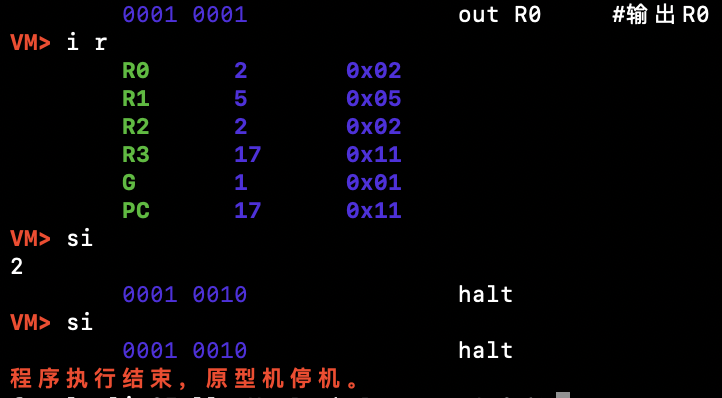 0001 0001 out R0 #输出R0
VM> i r
R0 2 0x02
R1 5 0x05
R2 2 0x02
R3 17 0x11
G 1 0x01
PC 17 0x11
VM> si
2
0001 0010 halt
VM> si
0001 0010 halt
程序执行结束，原型机停机。